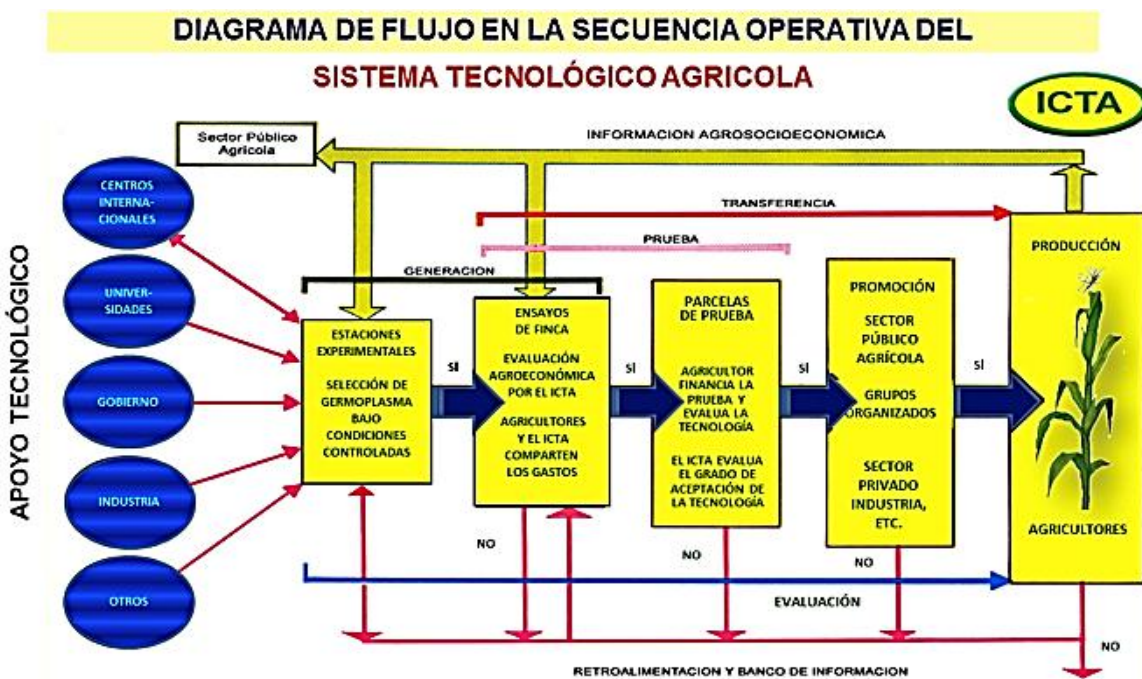 DIAGRAMA DE FLUJO EN LA SECUENCIA OPERATIVA DEL
SISTEMA TECNOLÓGICO AGRICOLA
ICTA
Sector Público
Agrícola
INFORMACION AGROSOCIOECONOMICA
APOYO TECNOLÓGICO
CENTROS
INTERNA-
CIONALES
UNIVER-
SIDADES
GOBIERNO
INDUSTRIA
OTROS
TRANSFERENCIA
PRUEBA
GENERACION
ESTACIONES
EXPERIMENTALES
SELECCIÓN DE
GERMOPLASMA
BAJO
CONDICIONES
CONTROLADAS
SI
ENSAYOS
DE FINCA
EVALUACIÓN
AGROECONÓMICA
POR EL ICTA
AGRICULTORES
Y EL ICTA
COMPARTEN
LOS GASTOS
SÍ
PARCELAS
DE PRUEBA
AGRICULTOR
FINANCIA LA
PRUEBA Y
EVALUA LA
TECNOLOGÍA
EL ICTA EVALUA
EL GRADO DE
ACEPTACIÓN DE
LA TECNOLOGÍA
SÍ
PROMOCIÓN
SECTOR
PÚBLICO
AGRÍCOLA
GRUPOS
ORGANIZADOS
SECTOR
PRIVADO
INDUSTRIA,
ETC.
SÍ
PRODUCCIÓN
AGRICULTORES
NO
NO
NO
NO
EVALUACIÓN
RETROALIMENTACION Y BANCO DE INFORMACION